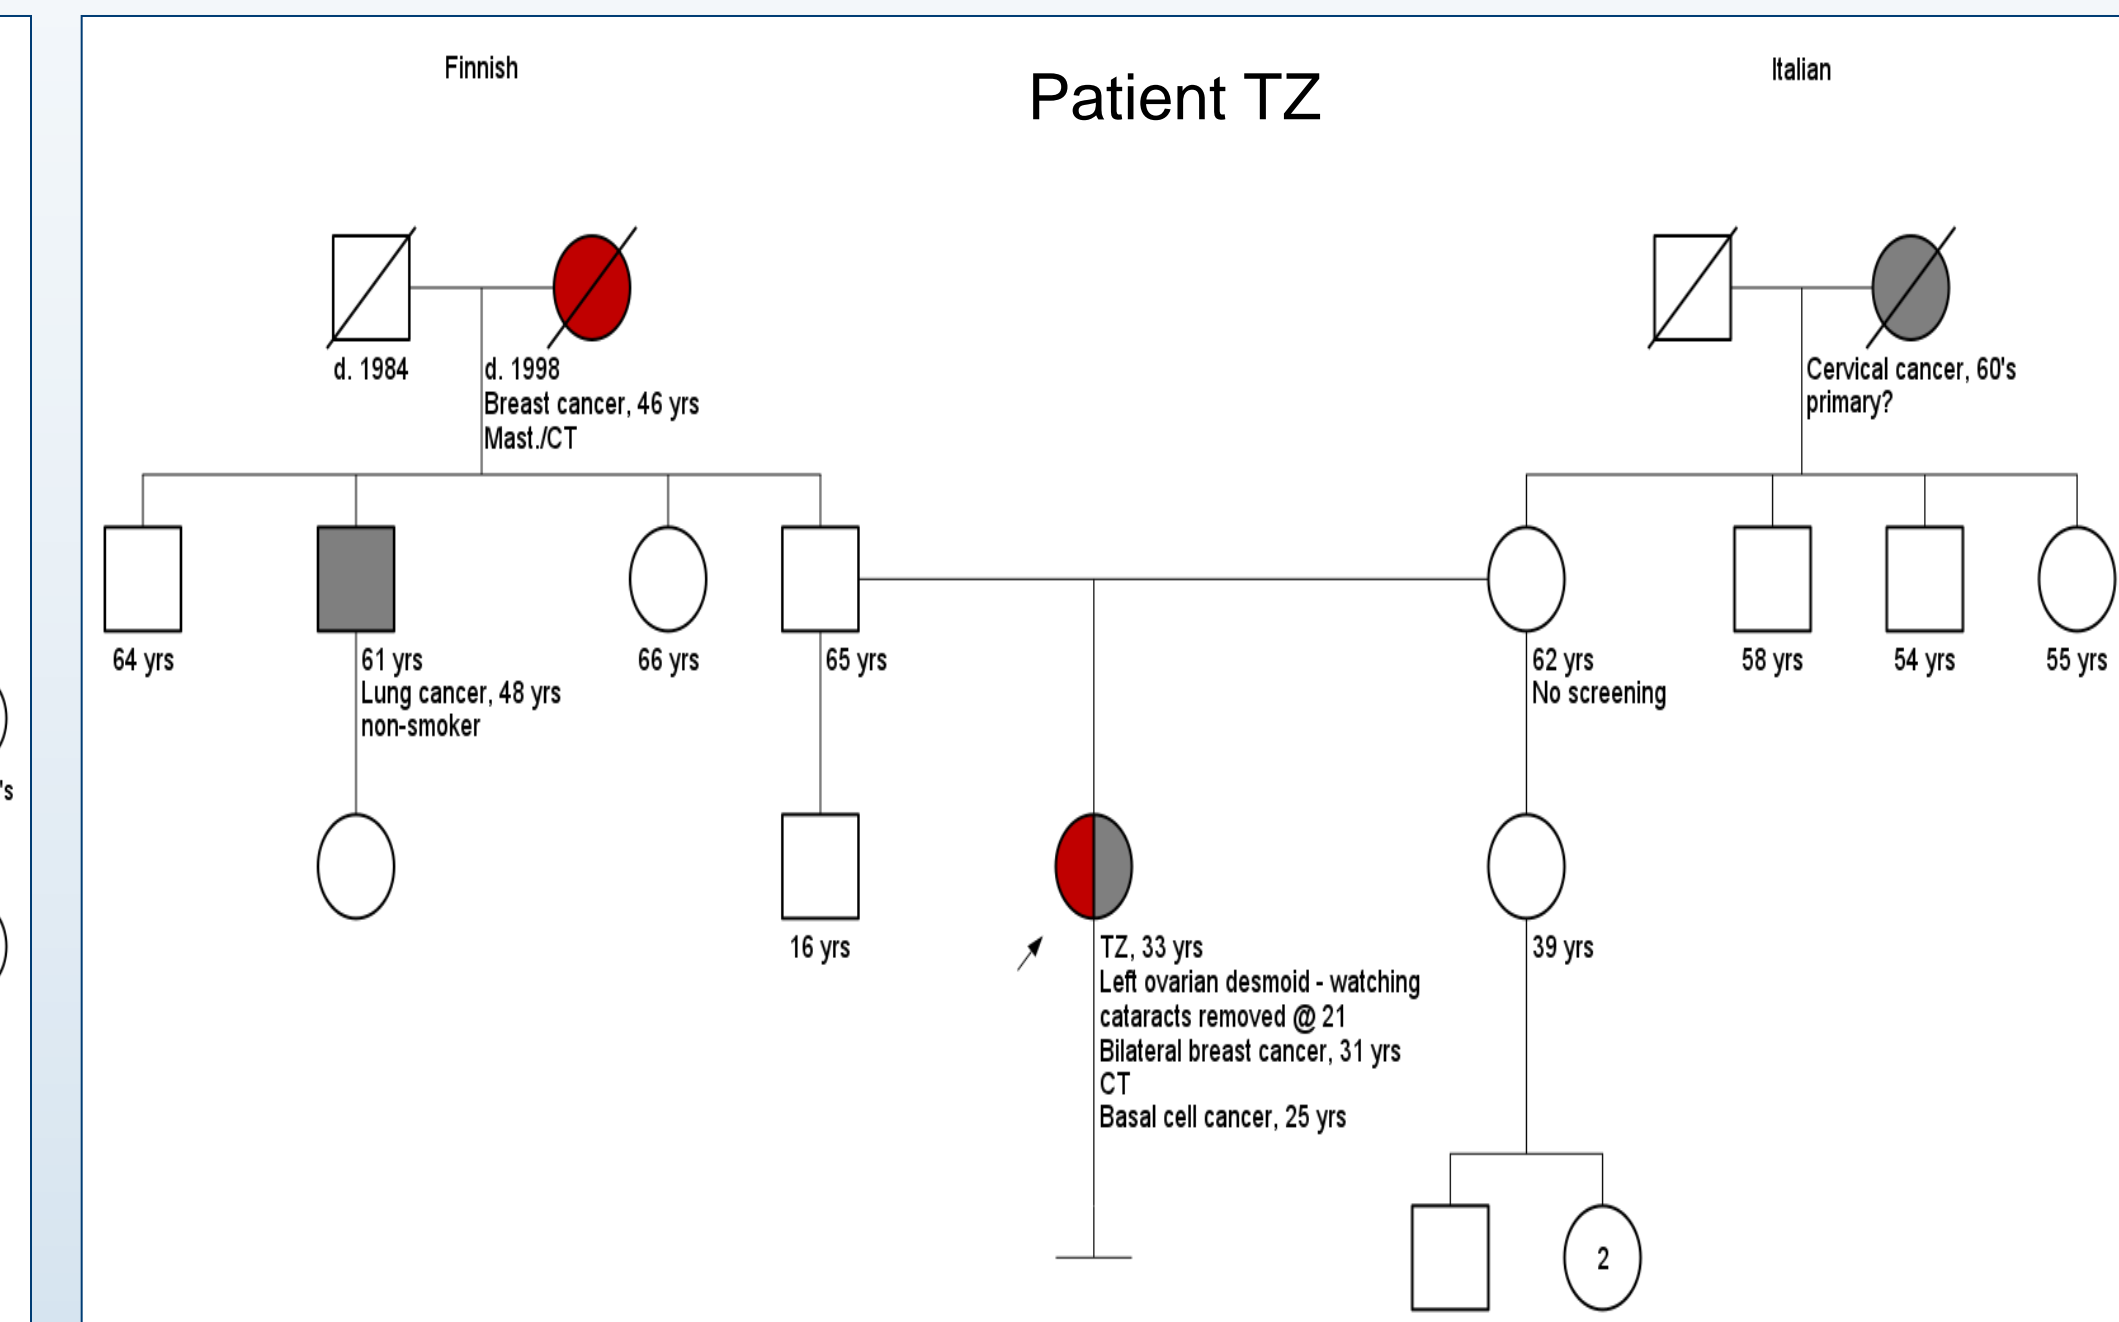 Finnish
Patient TZ
Italian
d. 1984
d. 1998
Breast cancer, 46 yrs
Mast./CT
Cervical cancer, 60's
primary?
64 yrs
61 yrs
Lung cancer, 48 yrs
non-smoker
66 yrs
65 yrs
62 yrs
No screening
58 yrs
54 yrs
55 yrs
's
16 yrs
TZ, 33 yrs
Left ovarian desmoid - watching
cataracts removed @ 21
Bilateral breast cancer, 31 yrs
CT
Basal cell cancer, 25 yrs
39 yrs
2